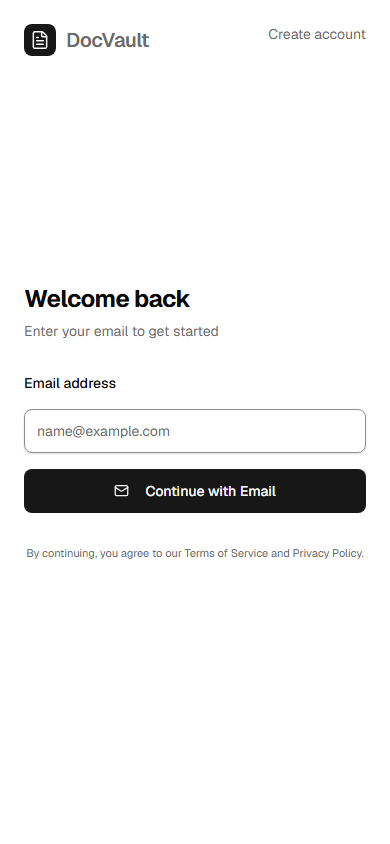 DocVault
Create account
Welcome back
Enter your email to get started
Email address
name@example.com
Continue with Email
By continuing, you agree to our Terms of Service and Privacy Policy.